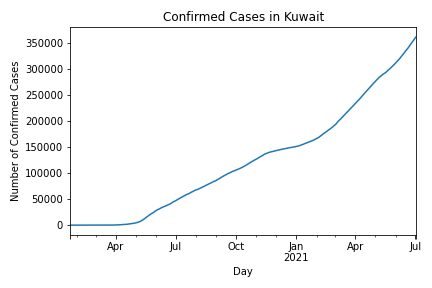 Confirmed Cases in Kuwait
Number of Confirmed Cases
350000
300000
250000
200000
150000
100000
50000
0
Apr Jul Oct Jan Apr Jul
2021
Day